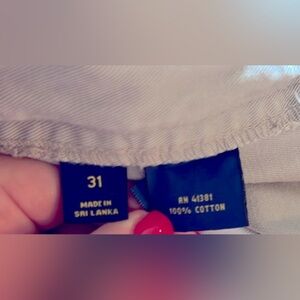 31
MADE IN
SRI LANKA
RN 41381
100% COTTON